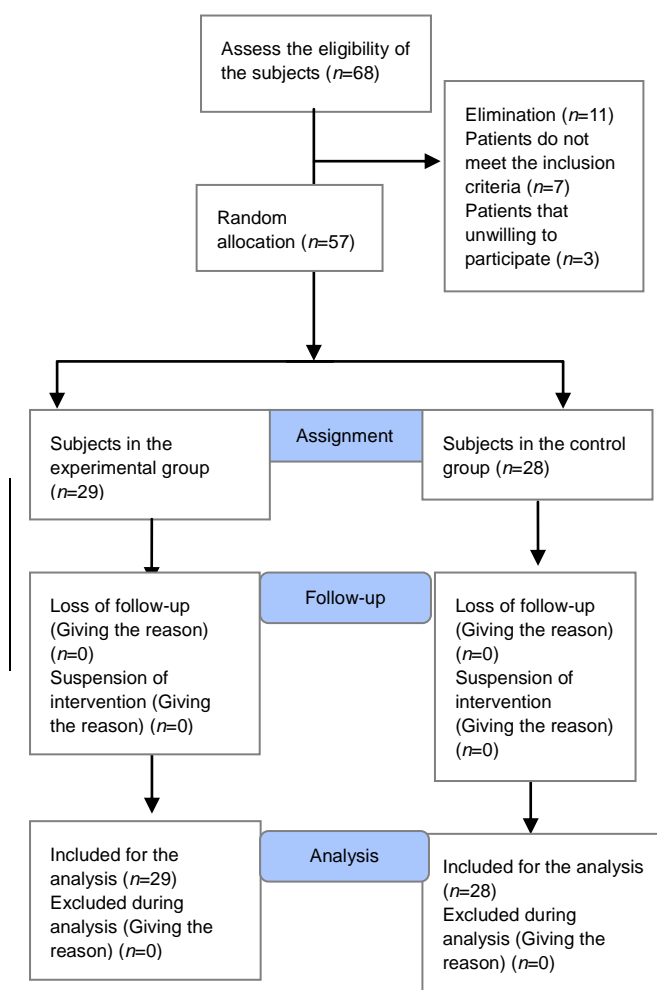 Assess the eligibility of
the subjects (n=68)
Elimination (n=11)
Patients do not
meet the inclusion
criteria (n=7)
Patients that
unwilling to
participate (n=3)
Random
allocation (n=57)
Subjects in the
experimental group
(n=29)
Assignment
Subjects in the control
group (n=28)
Loss of follow-up
(Giving the reason)
(n=0)
Suspension of
intervention (Giving
the reason) (n=0)
Follow-up
Loss of follow-up
(Giving the reason)
(n=0)
Suspension of
intervention
(Giving the reason)
(n=0)
Included for the
analysis (n=29)
Excluded during
analysis (Giving the
reason) (n=0)
Analysis
Included for the analysis
(n=28)
Excluded during
analysis (Giving the
reason) (n=0)